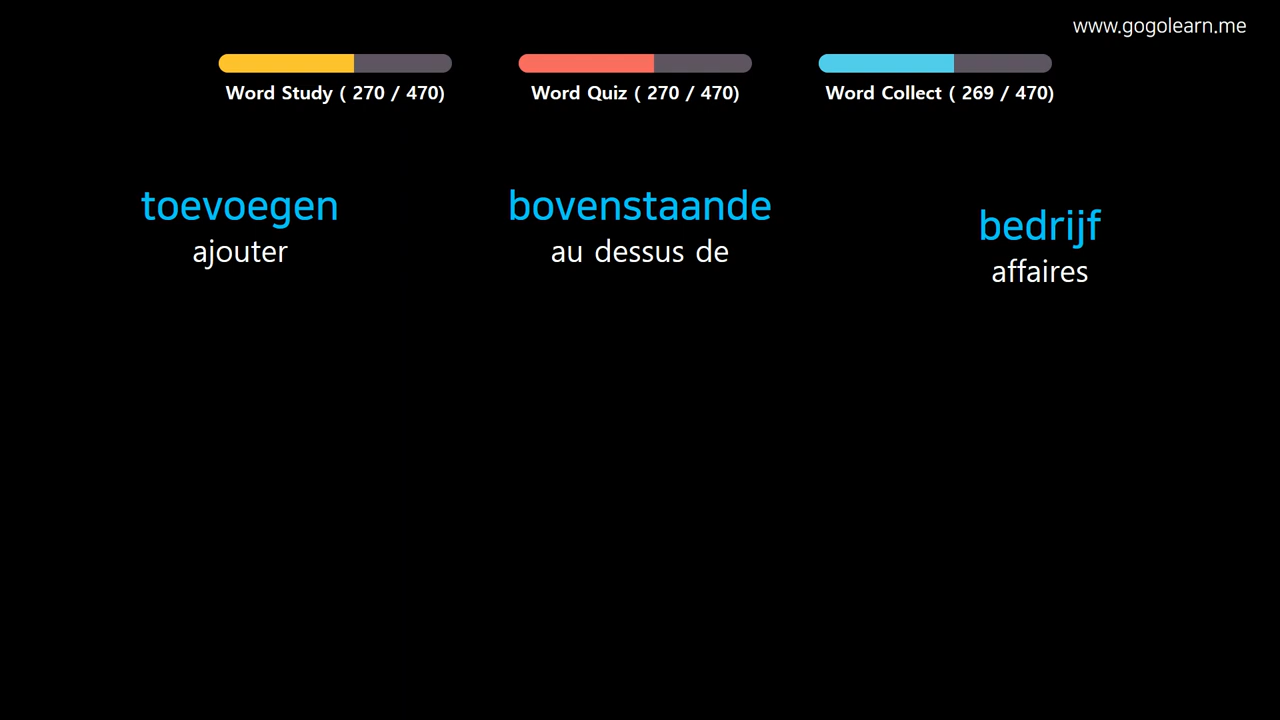 www.gogolearn.me
Word Study ( 270 / 470)
Word Quiz ( 270 / 470)
Word Collect ( 269 / 470)
toevoegen
ajouter
bovenstaande
au dessus de
bedrijf
affaires